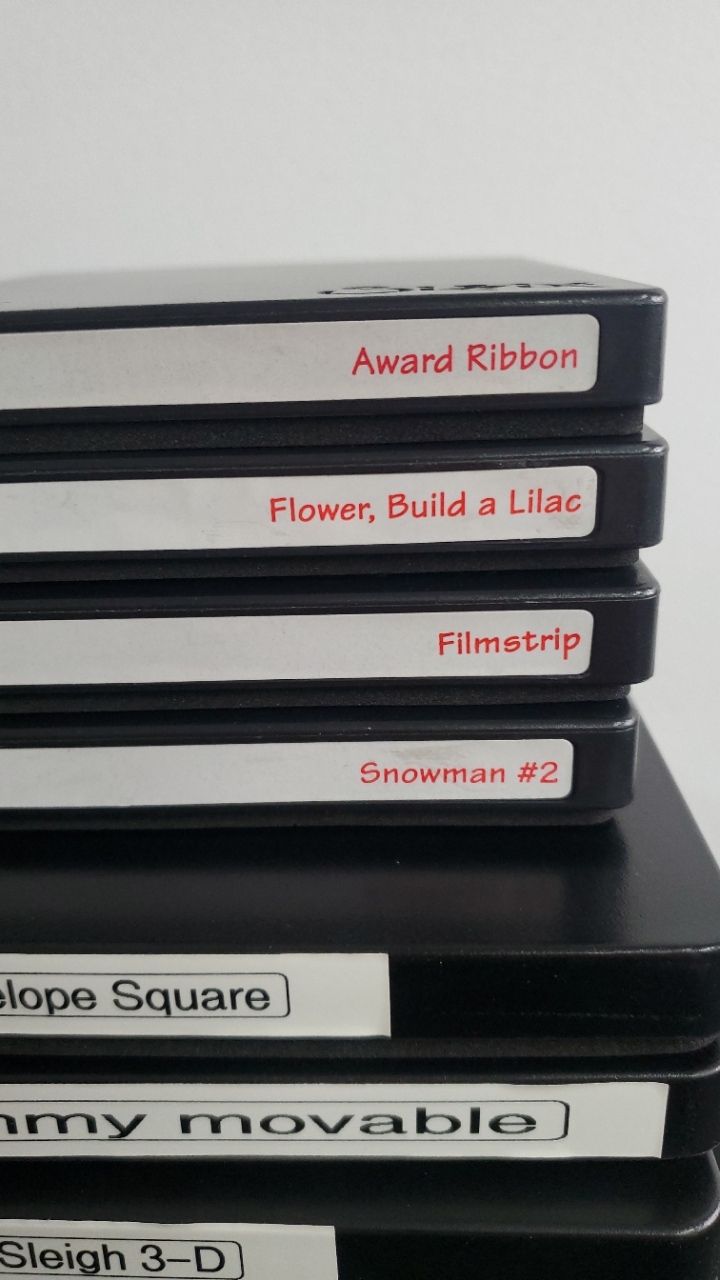 Award Ribbon
Flower, Build a Lilac
Filmstrip
Snowman #2
elope Square
mmy movable
Sleigh 3-D